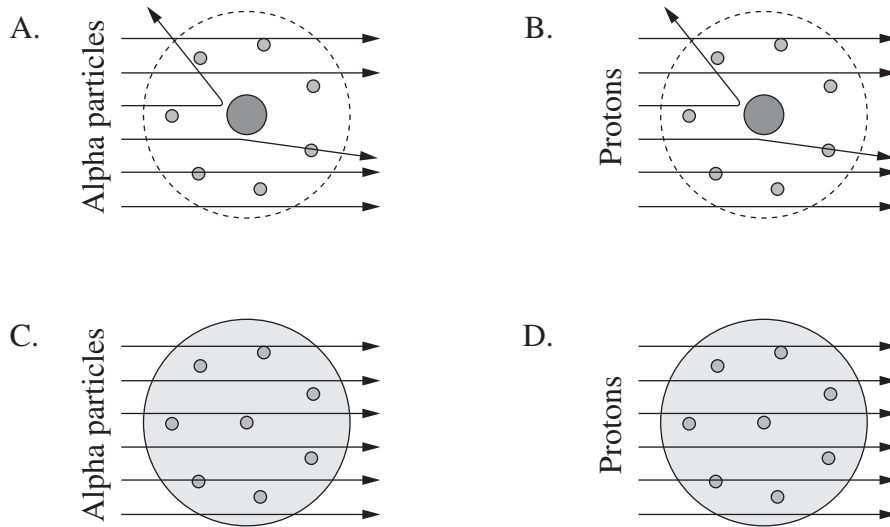 A.
Alpha particles
B.
Protons
C.
Alpha particles
D.
Protons